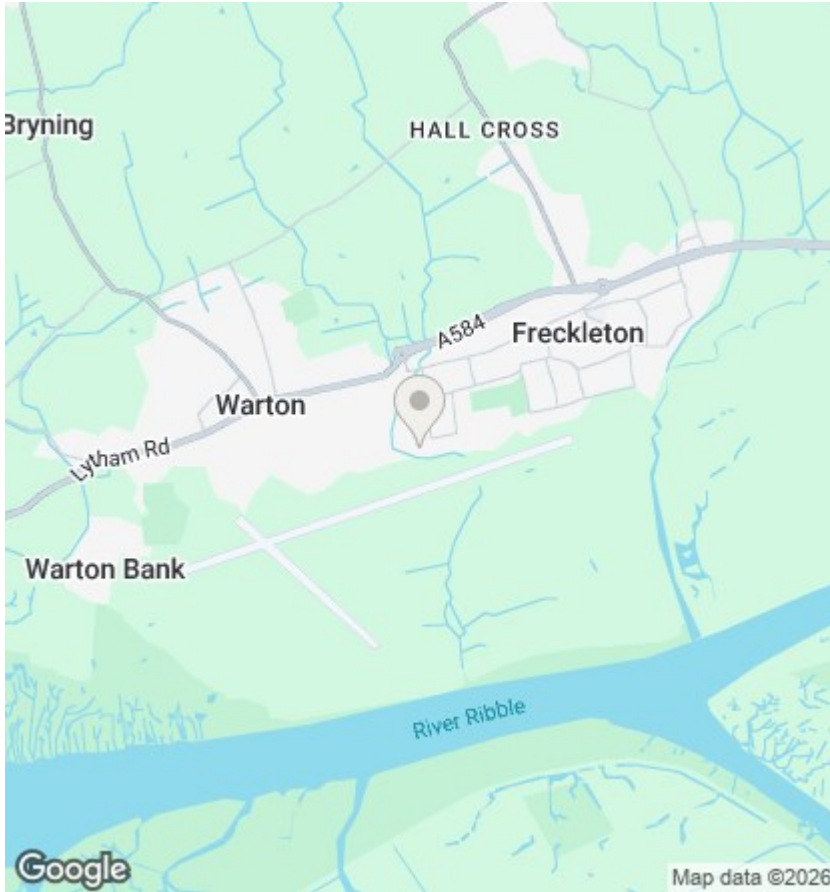 Bryning
HALL CROSS
A584
Freckleton
Warton
Lytham Rd
Warton Bank
River Ribble
Google
Map data ©2026